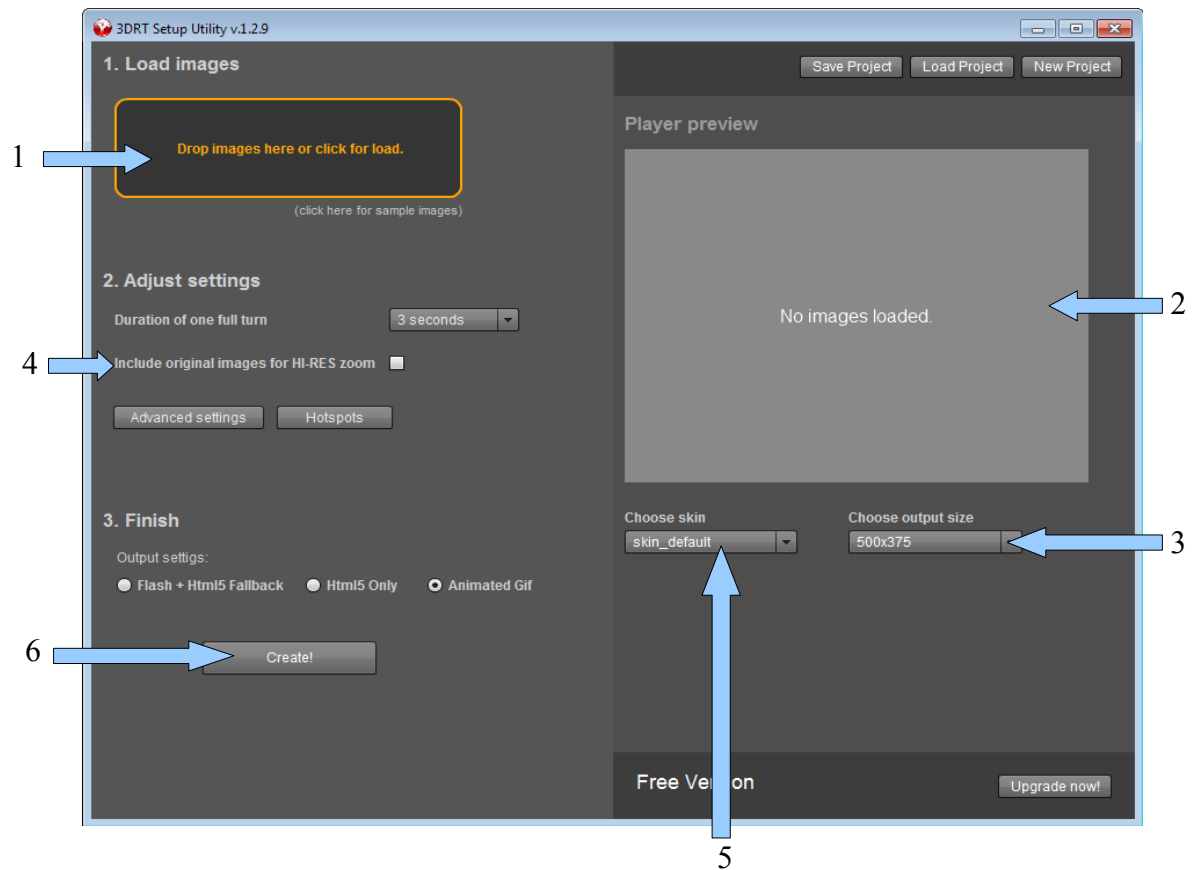 3DRT Setup Utility v.1.2.9
1. Load images
Save Project
Load Project
New Project
Player preview
1
Drop images here or click for load.
(click here for sample images)
2. Adjust settings
Duration of one full turn
3 seconds
No images loaded.
2
4
Include original images for HI-RES zoom
Advanced settings
Hotspots
3. Finish
Choose skin
Choose output size
skin_default
500x375
3
Output settigs:
Flash + Html5 Fallback
Html5 Only
Animated Gif
6
Create!
Free Version
Upgrade now!
5